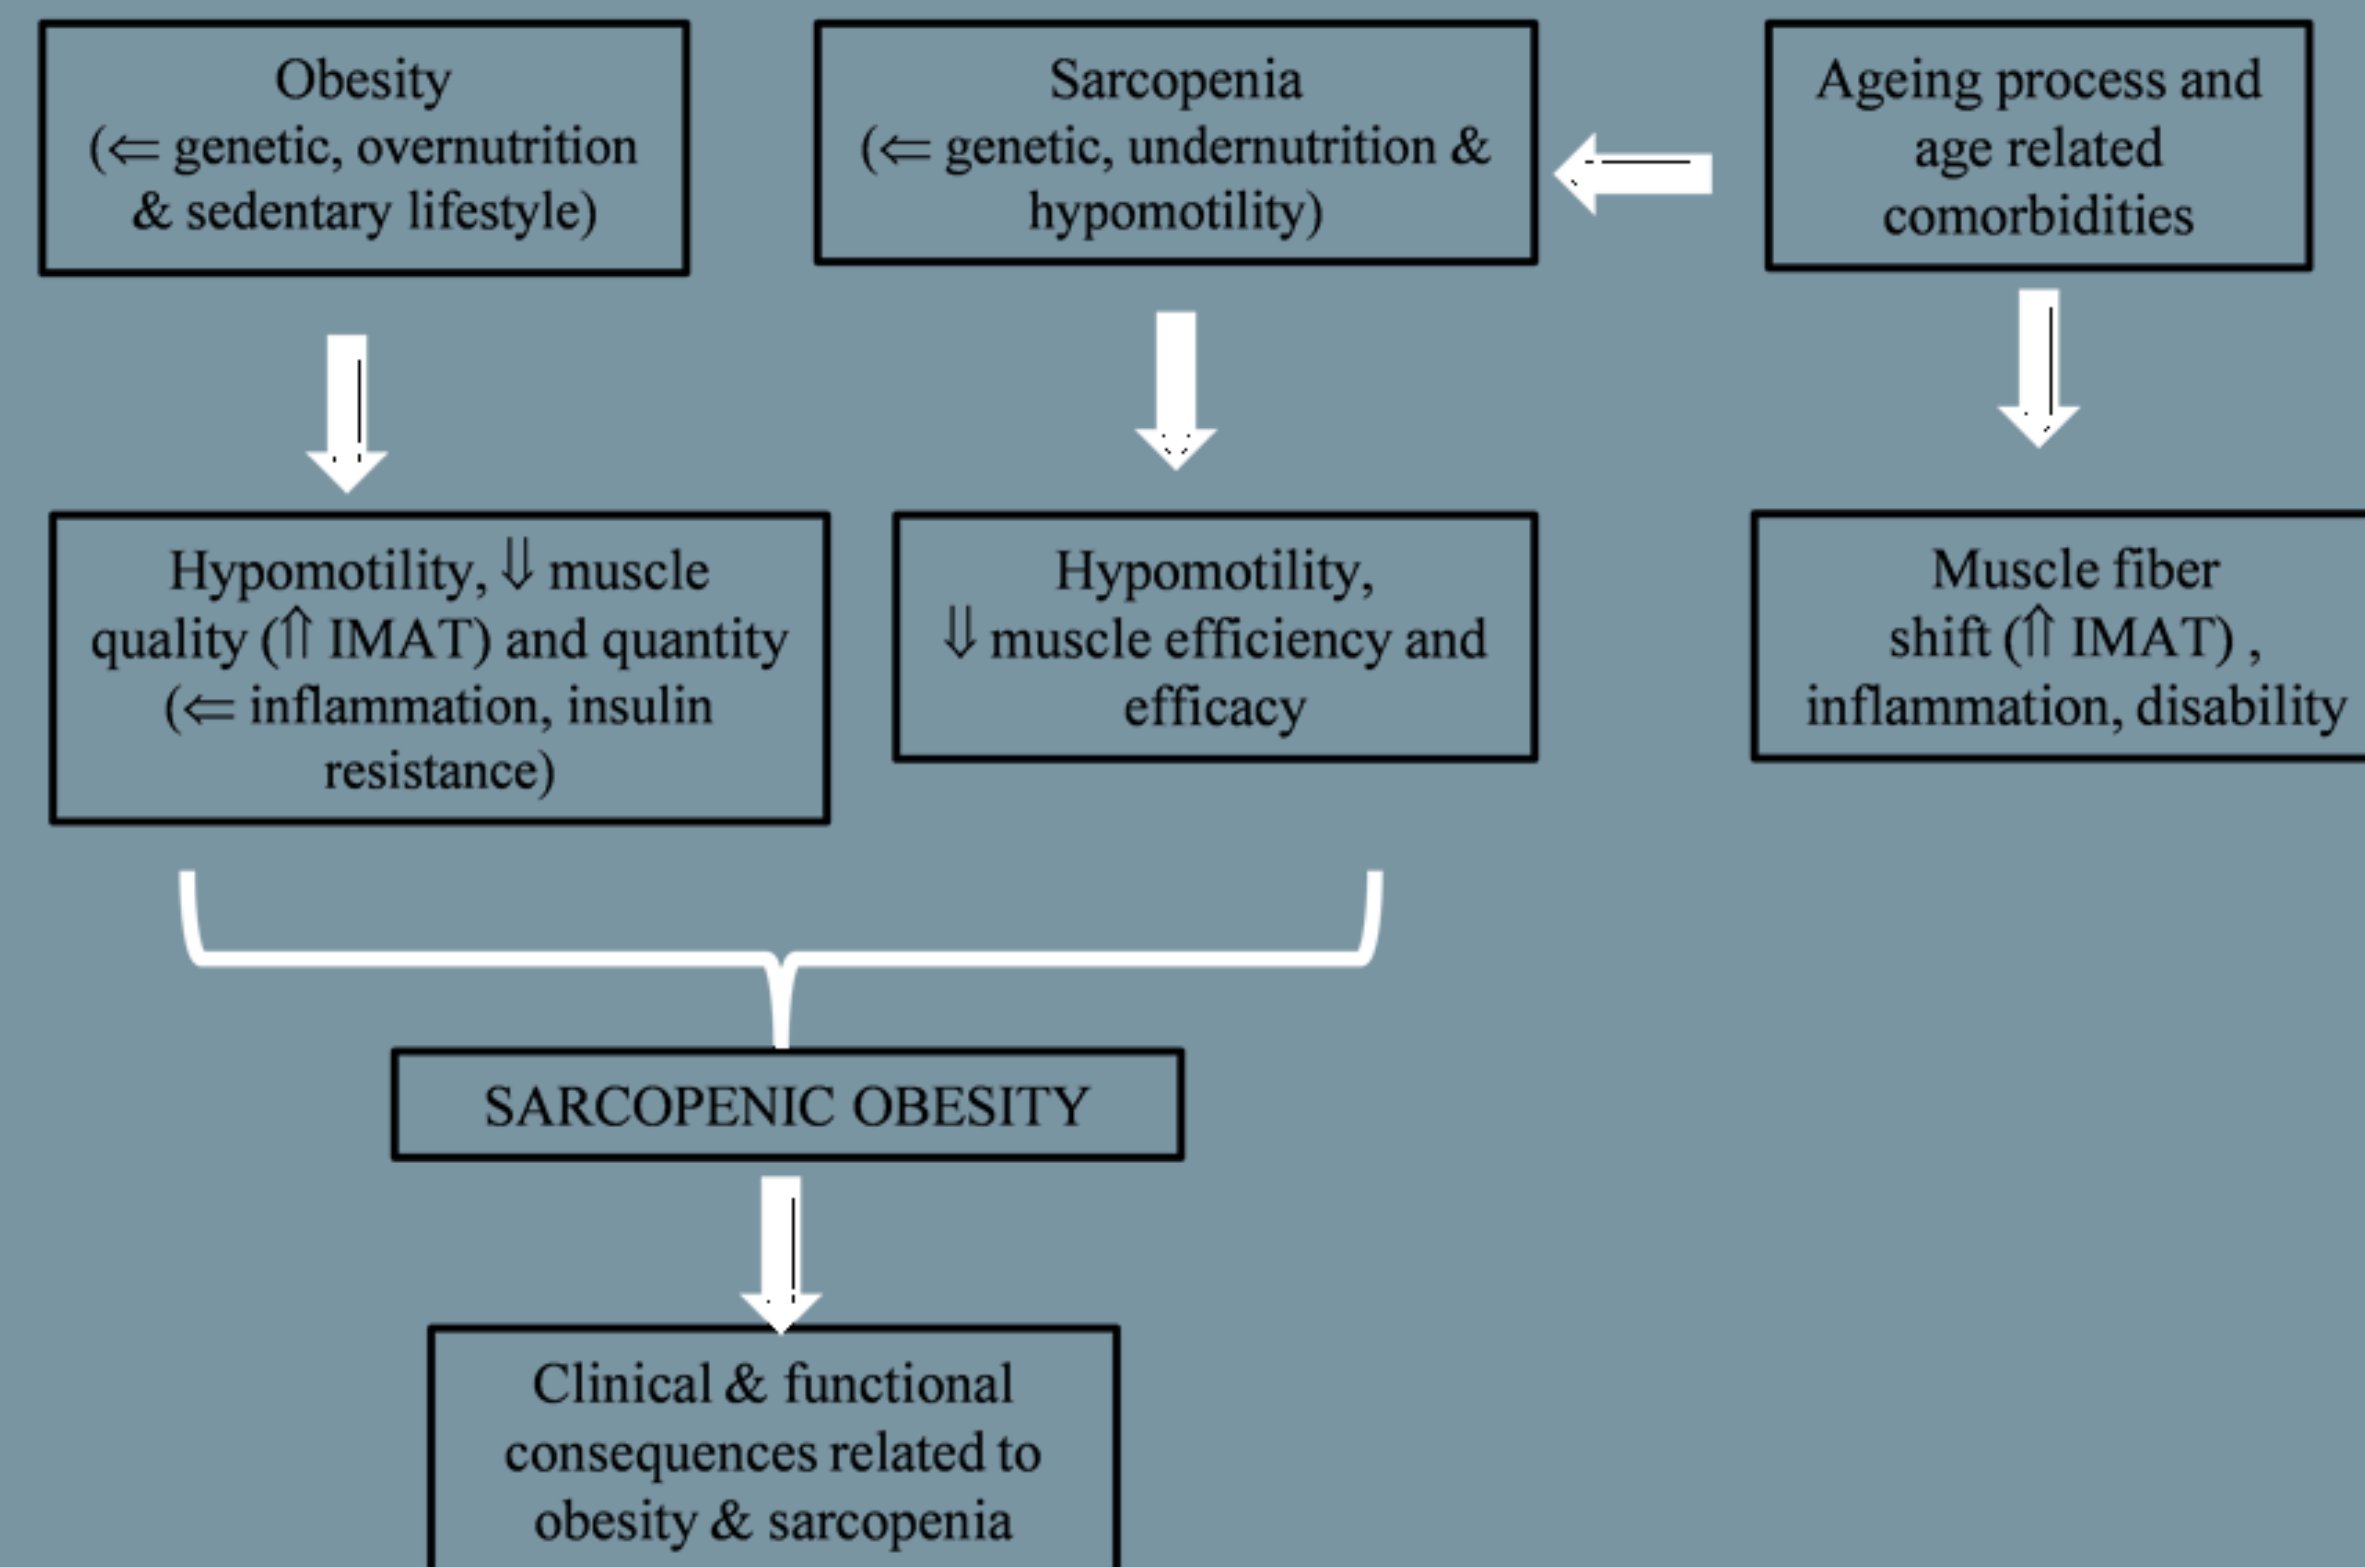 Obesity
(⇐ genetic, overnutrition
& sedentary lifestyle)
Sarcopenia
(⇐ genetic, undernutrition &
hypomotility)
Ageing process and
age related
comorbidities
Hypomotility, ⇓ muscle
quality (⇑ IMAT) and quantity
(⇐ inflammation, insulin
resistance)
Hypomotility,
⇓ muscle efficiency and
efficacy
Muscle fiber
shift (⇑ IMAT) ,
inflammation, disability
SARCOPENIC OBESITY
Clinical & functional
consequences related to
obesity & sarcopenia